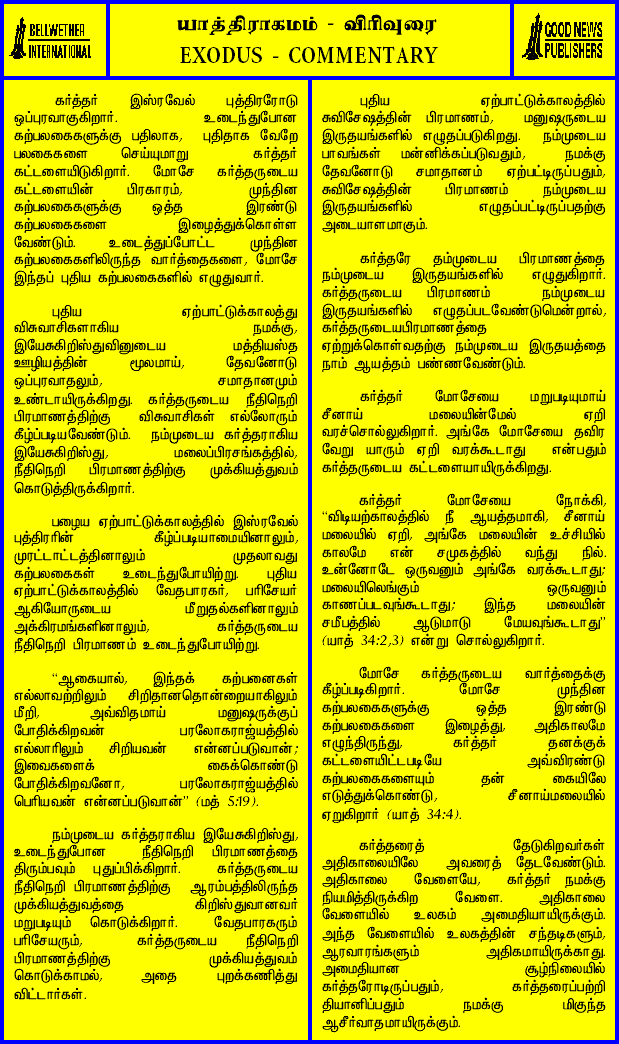 BELLWETHER
INTERNATIONAL
யாத்திராகமம் - விரிவுரை
EXODUS - COMMENTARY
GOOD NEWS
PUBLISHERS
கர்த்தர் இஸ்ரவேல் புத்திரரோடு
ஒப்புரவாகுகிறார். உடைந்துபோன
கற்பலகைகளுக்கு பதிலாக, புதிதாக வேறே
பலகைகளை செய்யுமாறு கர்த்தர்
கட்டளையிடுகிறார். மோசே கர்த்தருடைய
கட்டளையின் பிரகாரம், முந்தின
கற்பலகைகளுக்கு ஒத்த இரண்டு
கற்பலகைகளை இழைத்துக்கொள்ள
வேண்டும். உடைத்துப்போட்ட முந்தின
கற்பலகைகளிலிருந்த வார்த்தைகளை, மோசே
இந்தப் புதிய கற்பலகைகளில் எழுதுவார்.
புதிய ஏற்பாட்டுக்காலத்து
விசுவாசிகளாகிய நமக்கு,
இயேசுகிறிஸ்துவினுடைய மத்தியஸ்த
ஊழியத்தின் மூலமாய், தேவனோடு
ஒப்புரவாதலும், சமாதானமும்
உண்டாயிருக்கிறது. கர்த்தருடைய நீதிநெறி
பிரமாணத்திற்கு விசுவாசிகள் எல்லோரும்
கீழ்ப்படியவேண்டும். நம்முடைய கர்த்தராகிய
இயேசுகிறிஸ்து, மலைப்பிரசங்கத்தில்,
நீதிநெறி பிரமாணத்திற்கு முக்கியத்துவம்
கொடுத்திருக்கிறார்.
பழைய ஏற்பாட்டுக்காலத்தில் இஸ்ரவேல்
புத்திரரின் கீழ்ப்படியாமையினாலும்,
முரட்டாட்டத்தினாலும் முதலாவது
கற்பலகைகள் உடைந்துபோயிற்று. புதிய
ஏற்பாட்டுக்காலத்தில் வேதபாரகர், பரிசேயர்
ஆகியோருடைய மீறுதல்களினாலும்
அக்கிரமங்களினாலும், கர்த்தருடைய
நீதிநெறி பிரமாணம் உடைந்துபோயிற்று.
"ஆகையால், இந்தக் கற்பனைகள்
எல்லாவற்றிலும் சிறிதானதொன்றையாகிலும்
மீறி, அவ்விதமாய் மனுஷருக்குப்
போதிக்கிறவன் பரலோகராஜ்யத்தில்
எல்லாரிலும் சிறியவன் என்னப்படுவான்;
இவைகளைக் கைக்கொண்டு
போதிக்கிறவனோ, பரலோகராஜ்யத்தில்
பெரியவன் என்னப்படுவான்" (மத் 5:19).
நம்முடைய கர்த்தராகிய இயேசுகிறிஸ்து,
உடைந்துபோன நீதிநெறி பிரமாணத்தை
திரும்பவும் புதுப்பிக்கிறார். கர்த்தருடைய
நீதிநெறி பிரமாணத்திற்கு ஆரம்பத்திலிருந்த
முக்கியத்துவத்தை கிறிஸ்துவானவர்
மறுபடியும் கொடுக்கிறார். வேதபாரகரும்
பரிசேயரும், கர்த்தருடைய நீதிநெறி
பிரமாணத்திற்கு முக்கியத்துவம்
கொடுக்காமல், அதை புறக்கணித்து
விட்டார்கள்.
புதிய ஏற்பாட்டுக்காலத்தில்
சுவிசேஷத்தின் பிரமாணம், மனுஷருடைய
இருதயங்களில் எழுதப்படுகிறது. நம்முடைய
பாவங்கள் மன்னிக்கப்படுவதும், நமக்கு
தேவனோடு சமாதானம் ஏற்பட்டிருப்பதும்,
சுவிசேஷத்தின் பிரமாணம் நம்முடைய
இருதயங்களில் எழுதப்பட்டிருப்பதற்கு
அடையாளமாகும்.
கர்த்தரே தம்முடைய பிரமாணத்தை
நம்முடைய இருதயங்களில் எழுதுகிறார்.
கர்த்தருடைய பிரமாணம் நம்முடைய
இருதயங்களில் எழுதப்படவேண்டுமென்றால்,
கர்த்தருடையபிரமாணத்தை
ஏற்றுக்கொள்வதற்கு நம்முடைய இருதயத்தை
நாம் ஆயத்தம் பண்ணவேண்டும்.
கர்த்தர் மோசேயை மறுபடியுமாய்
சீனாய் மலையின்மேல் ஏறி
வரச்சொல்லுகிறார். அங்கே மோசேயை தவிர
வேறு யாரும் ஏறி வரக்கூடாது என்பதும்
கர்த்தருடைய கட்டளையாயிருக்கிறது.
கர்த்தர் மோசேயை நோக்கி,
"விடியற்காலத்தில் நீ ஆயத்தமாகி, சீனாய்
மலையில் ஏறி, அங்கே மலையின் உச்சியில்
காலமே என் சமுகத்தில் வந்து நில்.
உன்னோடே ஒருவனும் அங்கே வரக்கூடாது;
மலையிலெங்கும் ஒருவனும்
காணப்படவுங்கூடாது; இந்த மலையின்
சமீபத்தில் ஆடுமாடு மேயவுங்கூடாது"
(யாத் 34:2,3) என்று சொல்லுகிறார்.
மோசே கர்த்தருடைய வார்த்தைக்கு
கீழ்ப்படிகிறார். மோசே முந்தின
கற்பலகைகளுக்கு ஒத்த இரண்டு
கற்பலகைகளை இழைத்து, அதிகாலமே
எழுந்திருந்து, கர்த்தர் தனக்குக்
கட்டளையிட்டபடியே அவ்விரண்டு
கற்பலகைகளையும் தன் கையிலே
எடுத்துக்கொண்டு, சீனாய்மலையில்
ஏறுகிறார் (யாத் 34:4).
கர்த்தரைத் தேடுகிறவர்கள்
அதிகாலையிலே அவரைத் தேடவேண்டும்.
அதிகாலை வேளையே, கர்த்தர் நமக்கு
நியமித்திருக்கிற வேளை. அதிகாலை
வேளையில் உலகம் அமைதியாயிருக்கும்.
அந்த வேளையில் உலகத்தின் சந்தடிகளும்,
ஆரவாரங்களும் அதிகமாயிருக்காது.
அமைதியான சூழ்நிலையில்
கர்த்தரோடிருப்பதும், கர்த்தரைப்பற்றி
தியானிப்பதும் நமக்கு மிகுந்த
ஆசீர்வாதமாயிருக்கும்.